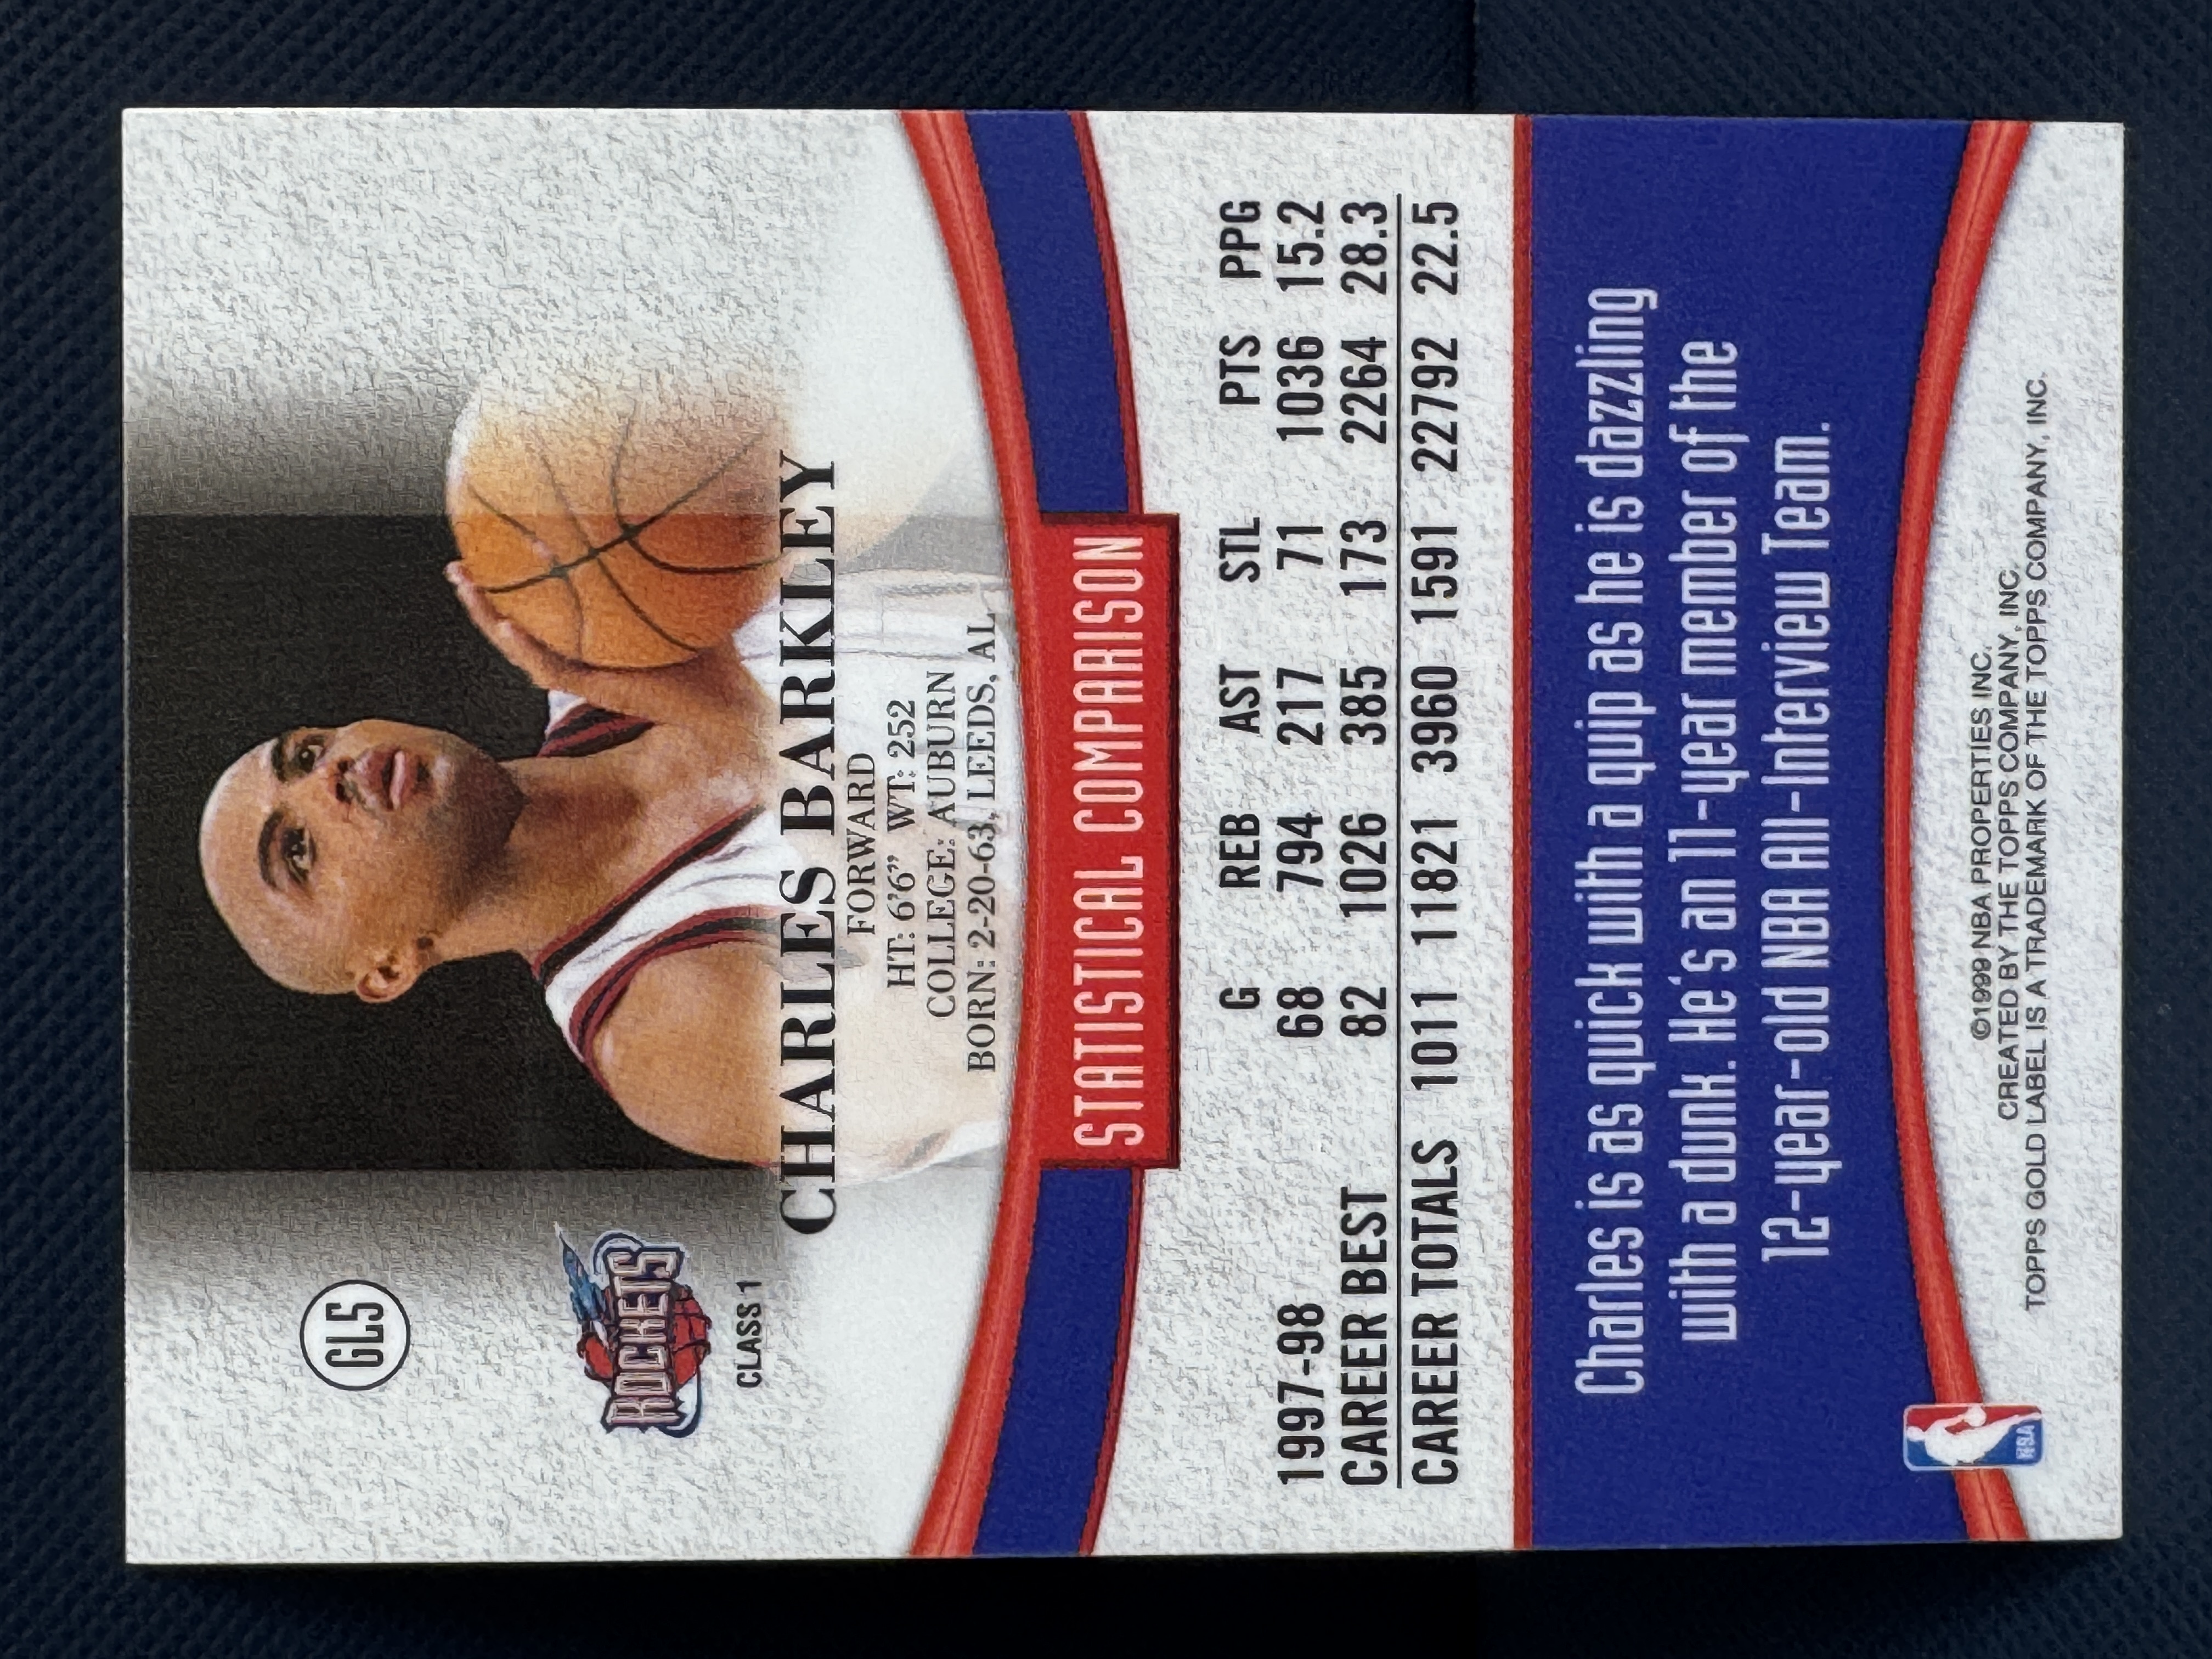 GL5
ROCKETS
CLASS 1
CHARLES BARKLEY
FORWARD
HT: 6'6" WT: 252
COLLEGE: AUBURN
BORN: 2-20-63, LEEDS, AL
STATISTICAL COMPARISON
G REB AST STL PTS PPG
1997-98 68 794 217 71 1036 15.2
CAREER BEST 82 1026 385 173 2264 28.3
CAREER TOTALS 1011 11821 3960 1591 22792 22.5
Charles is as quick with a quip as he is dazzling
with a dunk. He's an 11-year member of the
12-year-old NBA All-Interview Team.
NBA
©1999 NBA PROPERTIES INC.
CREATED BY THE TOPPS COMPANY, INC.
TOPPS GOLD LABEL IS A TRADEMARK OF THE TOPPS COMPANY, INC.